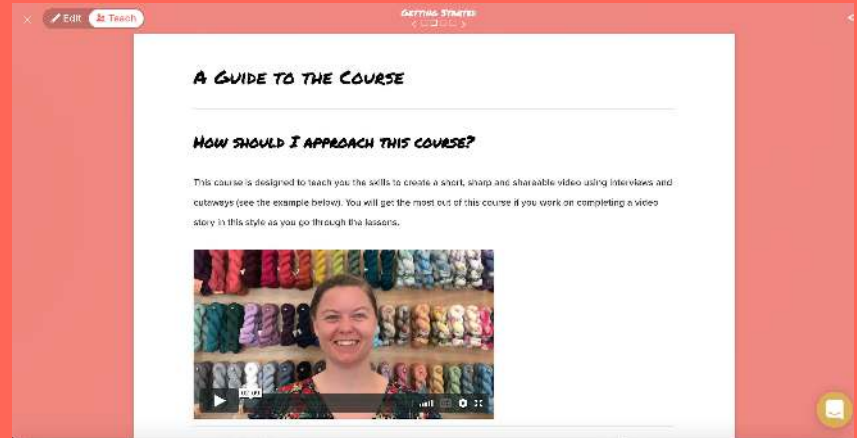 Edit
Teach
Getting Started
A Guide to the Course
How should I approach this course?
This course is designed to teach you the skills to create a short, sharp and shareable video using interviews and
cutaways (see the example below). You will get the most out of this course if you work on completing a video
story in this style as you go through the lessons.